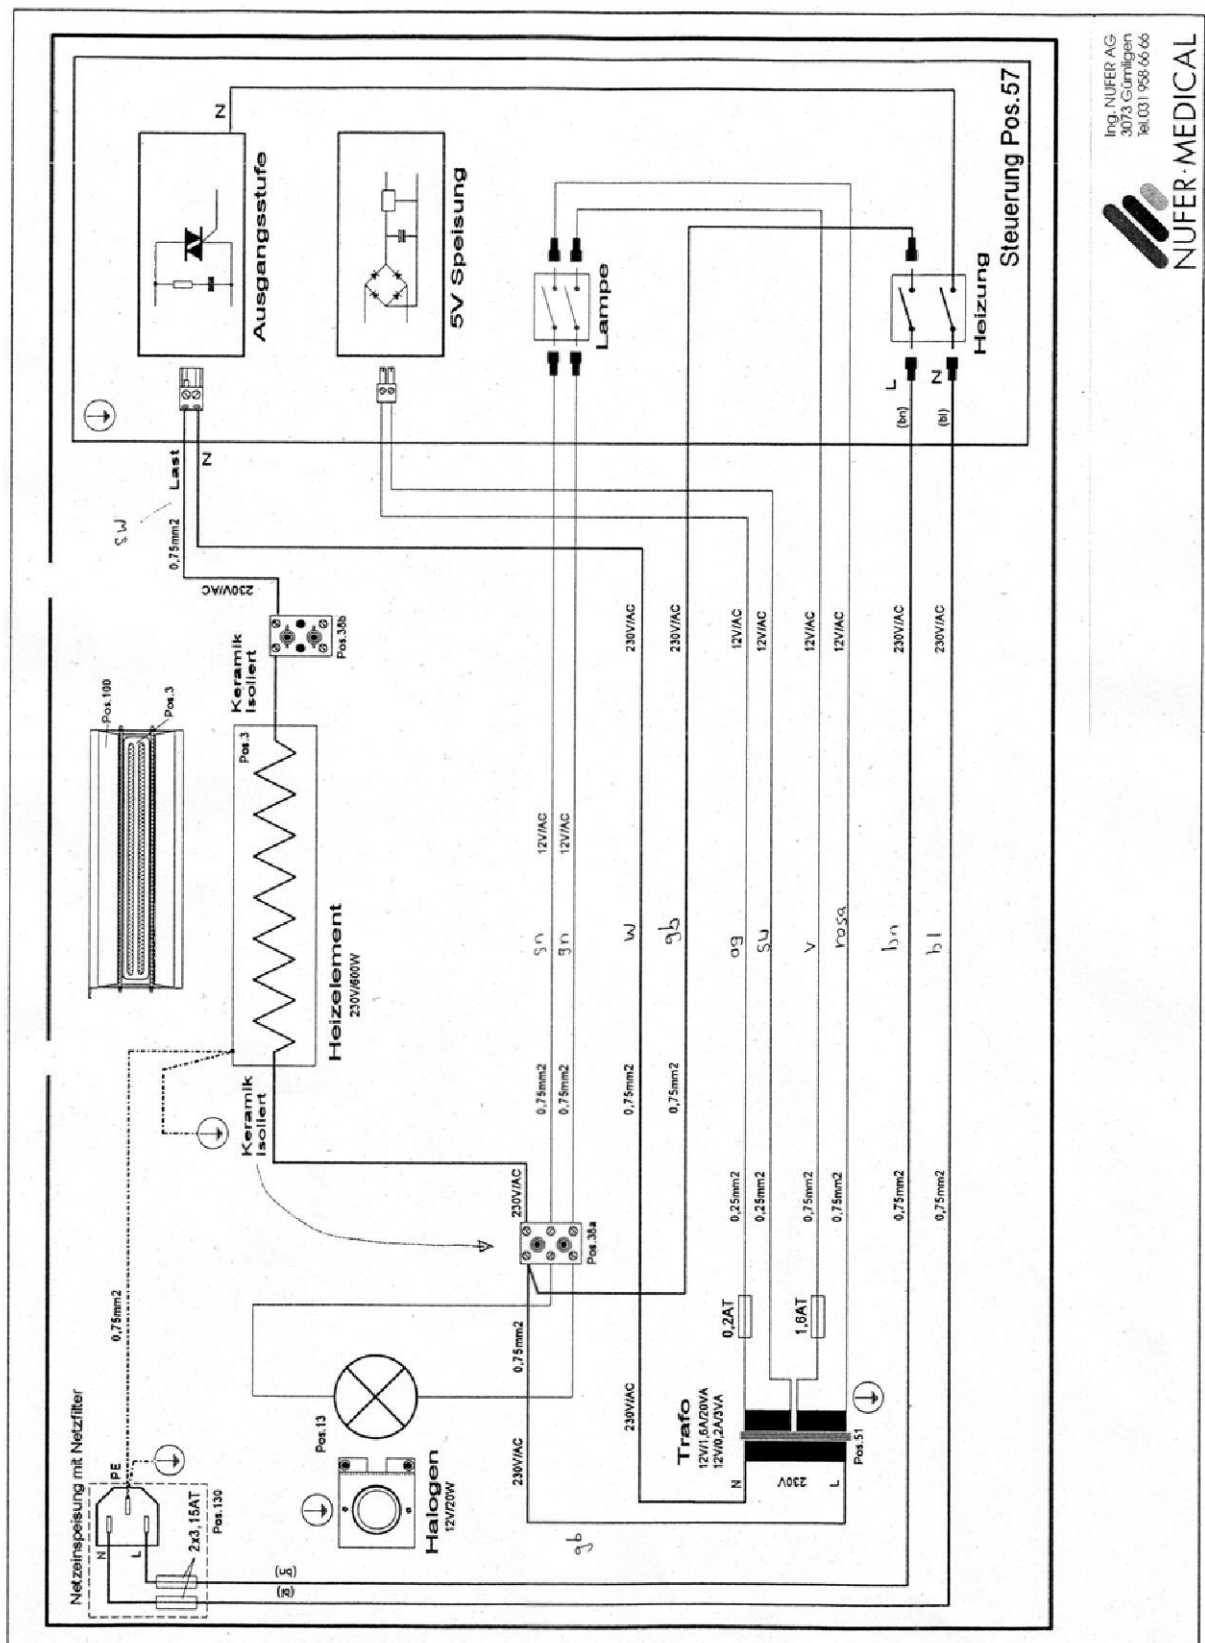 Netzeinspeisung mit Netzfilter
N
L
PE
2x3,15AT
Pos.130
0,75mm2
(bn)
(bl)
Pos.100
Pos.3
Keramik
isoliert
Pos.3
Heizelement
230V/600W
Keramik
isoliert
Pos.38b
230V/AC
0,75mm2
sw
Last
N
Ausgangsstufe
N
5V Speisung
Lampe
L
(bn)
N
(bl)
Heizung
Steuerung Pos.57
Pos.13
Halogen
12V/20W
230V/AC
0,75mm2
230V/AC
Pos.38a
gb
0,75mm2
gn
12V/AC
0,75mm2
gn
12V/AC
230V/AC
0,75mm2
w
230V/AC
0,75mm2
gb
230V/AC
Trafo
12V/1,6A/20VA
12V/0,2A/3VA
N
230V
L
Pos.51
0,2AT
1,6AT
0,25mm2
og
12V/AC
0,25mm2
sw
12V/AC
0,75mm2
v
12V/AC
0,75mm2
rosa
12V/AC
0,75mm2
bn
230V/AC
0,75mm2
bl
230V/AC
Ing. NUFER AG
3073 Gümligen
Tel.031 958 66 66
NUFER·MEDICAL